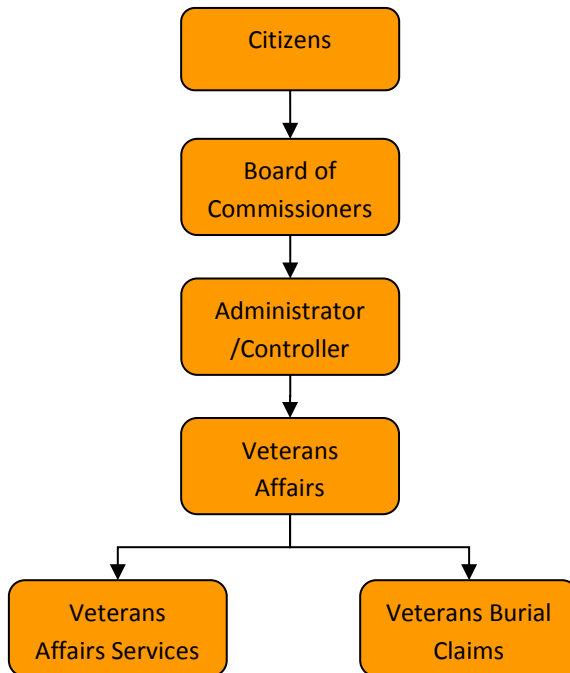 Citizens
Board of
Commissioners
Administrator
/Controller
Veterans
Affairs
Veterans
Affairs Services
Veterans Burial
Claims